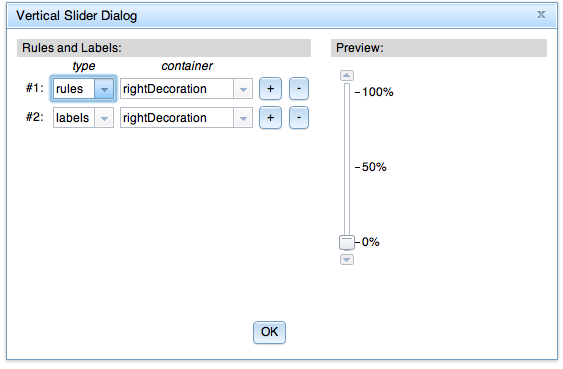 Vertical Slider Dialog x
Rules and Labels:
type container
#1: rules rightDecoration + -
#2: labels rightDecoration + -
Preview:
100%
50%
0%
OK